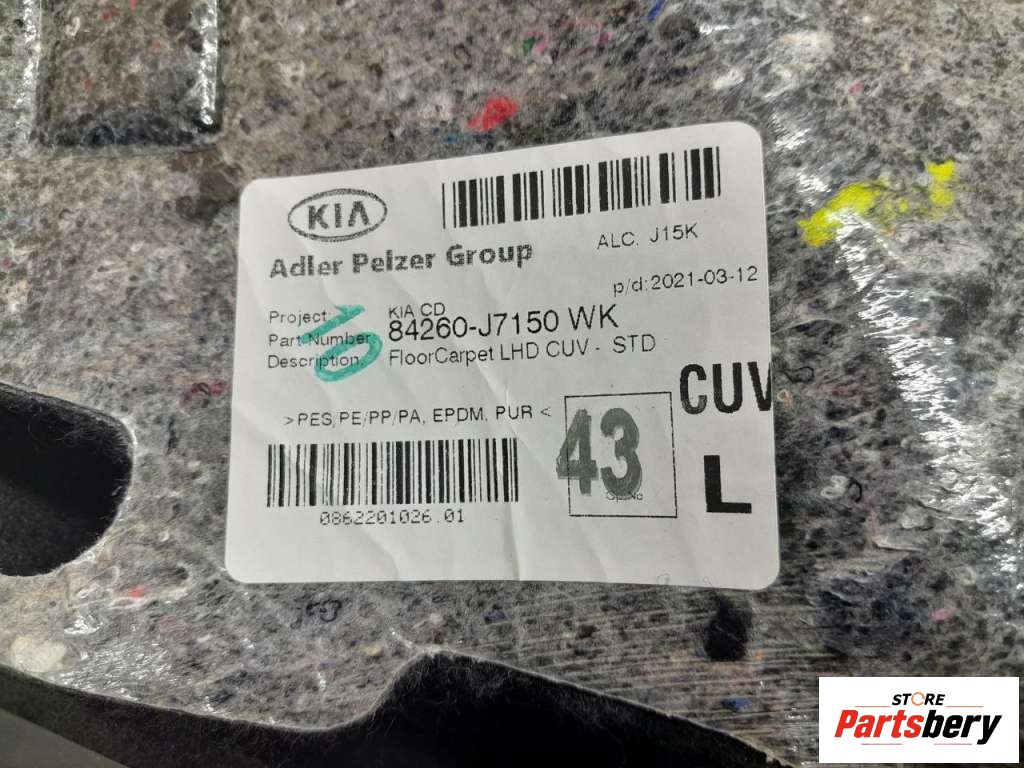 KIA
Adler Pelzer Group
ALC. J15K
p/d: 2021-03-12
Project: KIA CD
Part Number: 84260-J7150 WK
Description: FloorCarpet LHD CUV - STD
>PES, PE/PP/PA, EPDM. PUR<
43
CUV
L
0862201026.01
STORE
Partsbery